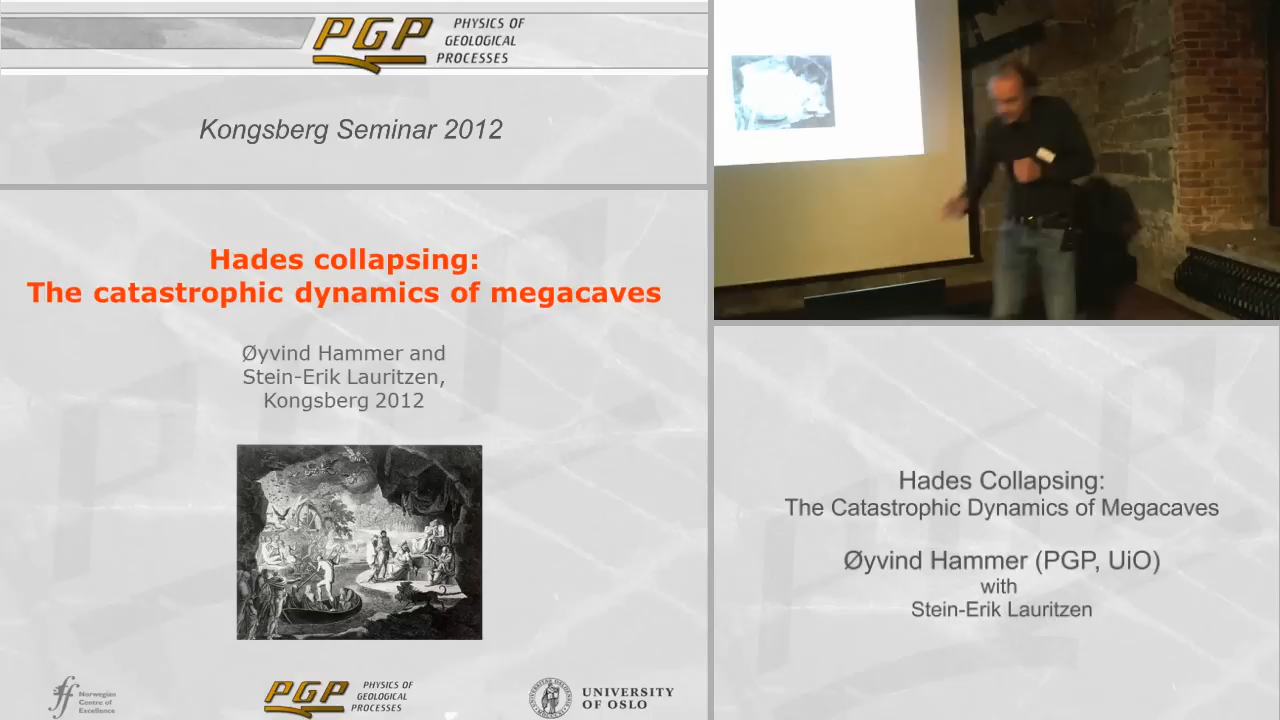 PGP
PHYSICS OF
GEOLOGICAL
PROCESSES
Kongsberg Seminar 2012
Hades collapsing:
The catastrophic dynamics of megacaves
Øyvind Hammer and
Stein-Erik Lauritzen,
Kongsberg 2012
ff
Norwegian
Centre of
Excellence
PGP
PHYSICS OF
GEOLOGICAL
PROCESSES
UNIVERSITY
OF OSLO
Hades Collapsing:
The Catastrophic Dynamics of Megacaves
Øyvind Hammer (PGP, UiO)
with
Stein-Erik Lauritzen